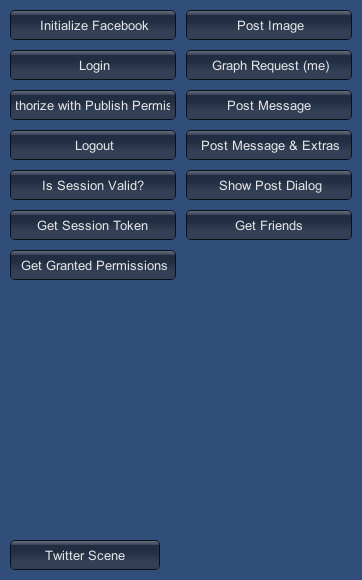 Initialize Facebook
Login
thorize with Publish Permis
Logout
Is Session Valid?
Get Session Token
Get Granted Permissions
Post Image
Graph Request (me)
Post Message
Post Message & Extras
Show Post Dialog
Get Friends
Twitter Scene